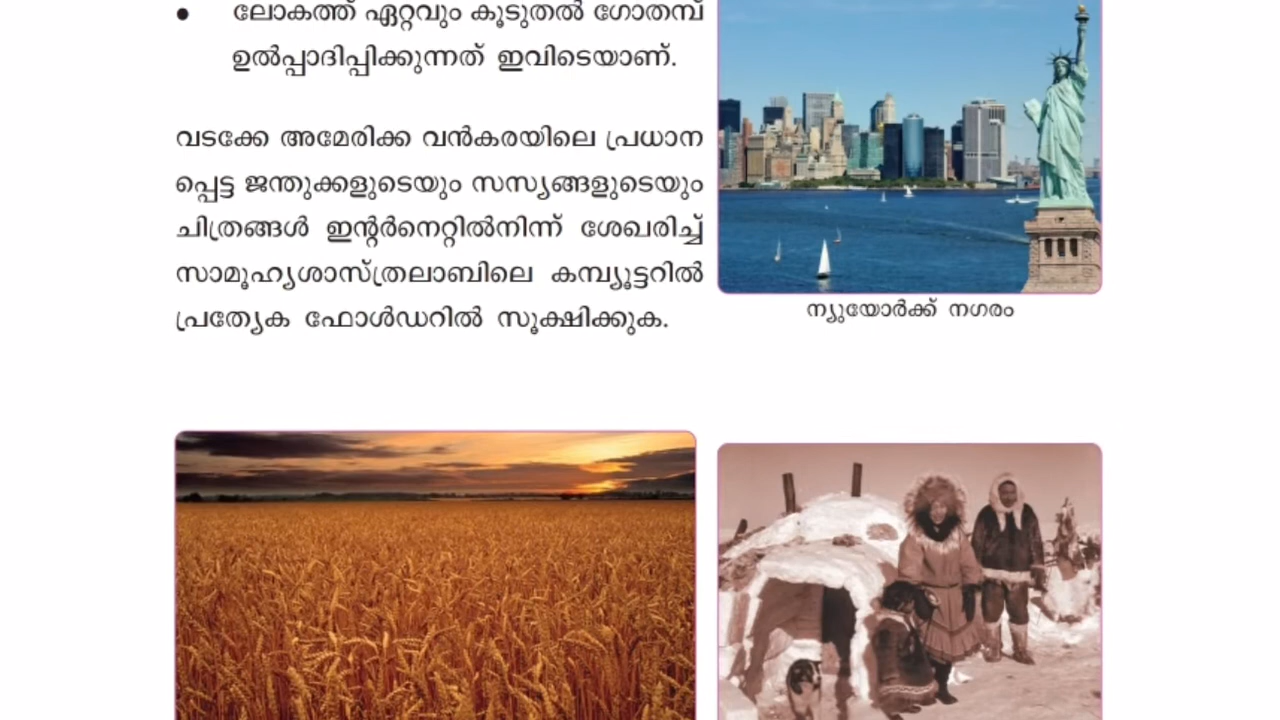 ● ലോകത്ത് ഏറ്റവും കൂടുതൽ ഗോതമ്പ്
ഉൽപ്പാദിപ്പിക്കുന്നത് ഇവിടെയാണ്.
വടക്കേ അമേരിക്ക വൻകരയിലെ പ്രധാന
പ്പെട്ട ജന്തുക്കളുടെയും സസ്യങ്ങളുടെയും
ചിത്രങ്ങൾ ഇന്റർനെറ്റിൽനിന്ന് ശേഖരിച്ച്
സാമൂഹ്യശാസ്ത്രലാബിലെ കമ്പ്യൂട്ടറിൽ
പ്രത്യേക ഫോൾഡറിൽ സൂക്ഷിക്കുക.
ന്യുയോർക്ക് നഗരം